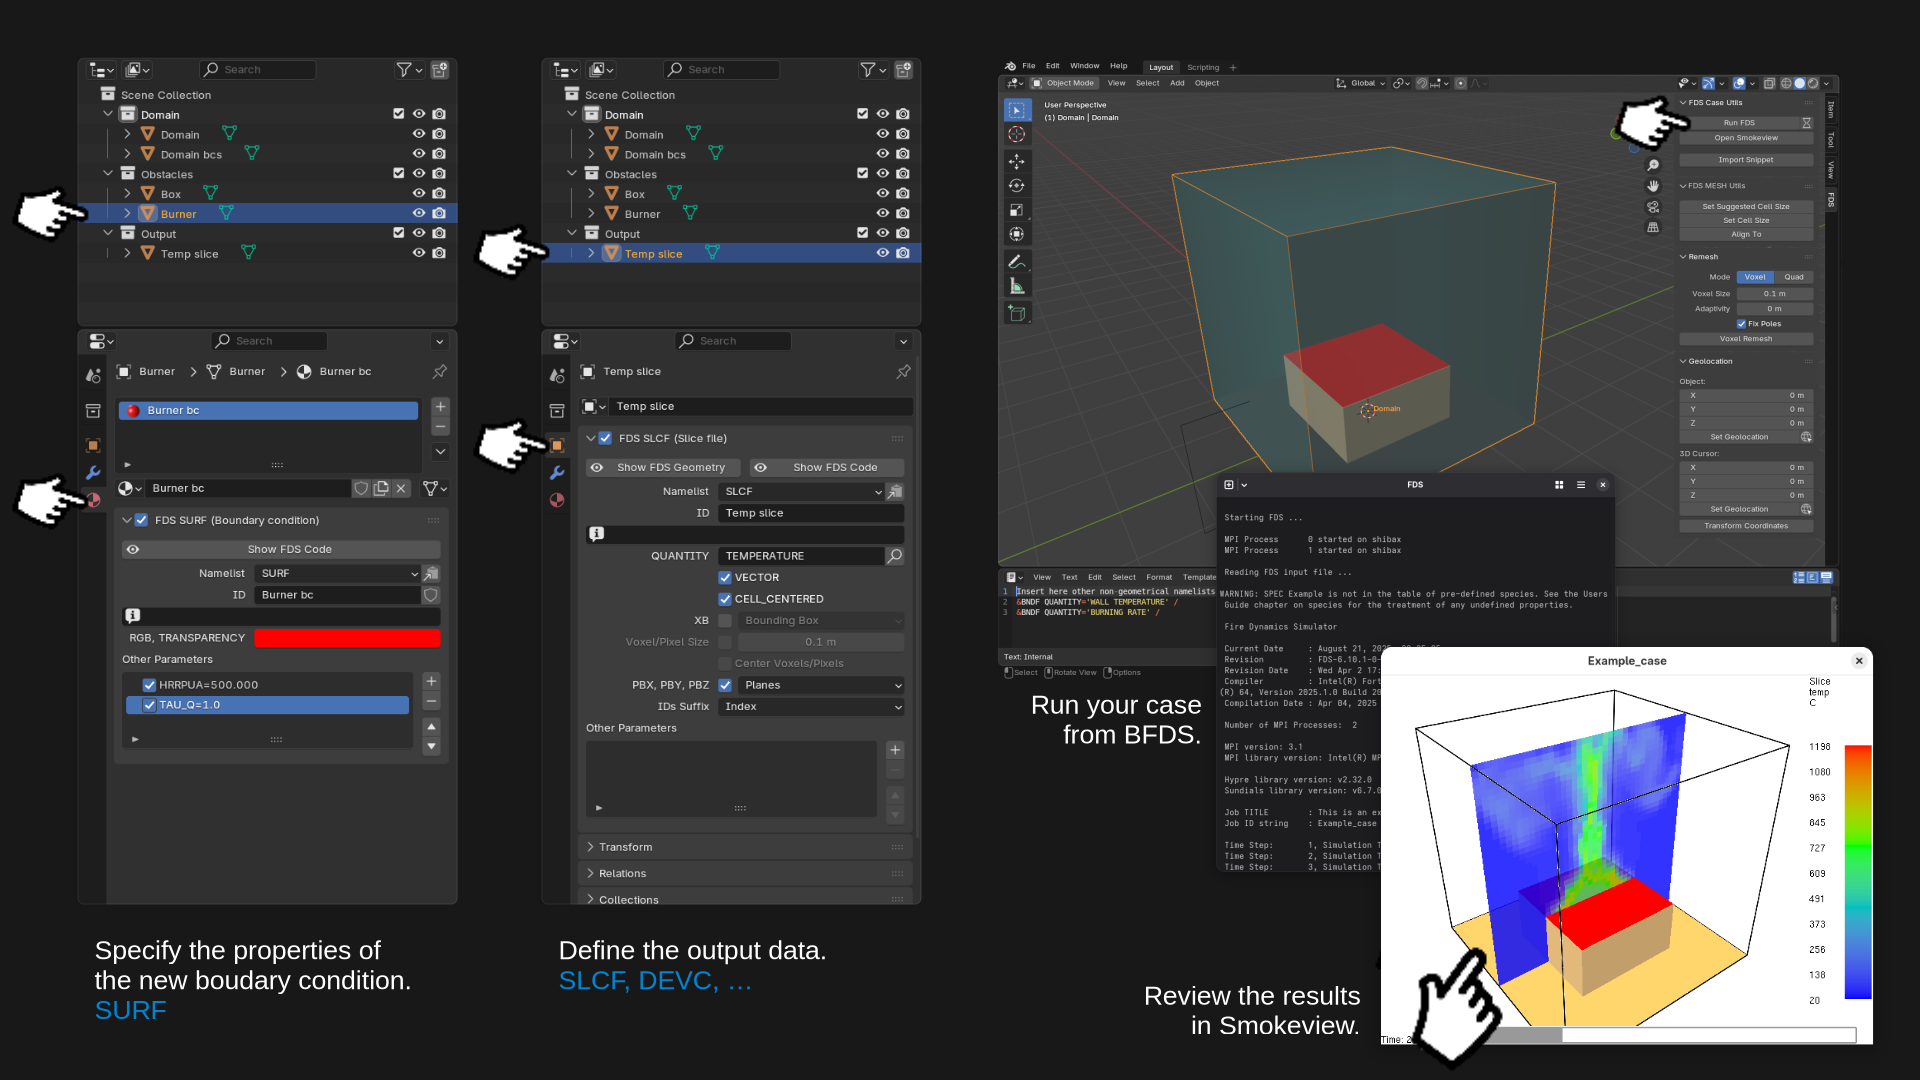 Search
Scene Collection
Domain
Domain
Domain bcs
Obstacles
Box
Burner
Output
Temp slice
Search
Burner > Burner > Burner bc
Burner bc
Burner bc
FDS SURF (Boundary condition)
Show FDS Code
Namelist SURF
ID Burner bc
RGB, TRANSPARENCY
Other Parameters
HRRPUA=500.000
TAU_Q=1.0
Specify the properties of
the new boudary condition.
SURF
Search
Scene Collection
Domain
Domain
Domain bcs
Obstacles
Box
Burner
Output
Temp slice
Search
Temp slice
Temp slice
FDS SLCF (Slice file)
Show FDS Geometry Show FDS Code
Namelist SLCF
ID Temp slice
QUANTITY TEMPERATURE
VECTOR
CELL_CENTERED
XB Bounding Box
Voxel/Pixel Size 0.1 m
Center Voxels/Pixels
PBX, PBY, PBZ Planes
IDs Suffix Index
Other Parameters
Transform
Relations
Collections
Define the output data.
SLCF, DEVC, ...
File Edit Window Help Layout Scripting +
Object Mode View Select Add Object Global
User Perspective
(1) Domain | Domain
Domain
FDS Case Utils
Run FDS
Open Smokeview
Import Snippet
FDS MESH Utils
Set Suggested Cell Size
Set Cell Size
Align To
Remesh
Mode Voxel Quad
Voxel Size 0.1 m
Adaptivity 0 m
Fix Poles
Voxel Remesh
Geolocation
Object:
X 0 m
Y 0 m
Z 0 m
Set Geolocation
3D Cursor:
X 0 m
Y 0 m
Z 0 m
Set Geolocation
Transform Coordinates
Item
Tool
View
FDS
View Text Edit Select Format Template
1 Insert here other non-geometrical namelists
2 &BNDF QUANTITY='WALL TEMPERATURE' /
3 &BNDF QUANTITY='BURNING RATE' /
Text: Internal
Select Rotate View Options
FDS
Starting FDS ...
MPI Process 0 started on shibax
MPI Process 1 started on shibax
Reading FDS input file ...
WARNING: SPEC Example is not in the table of pre-defined species. See the Users
Guide chapter on species for the treatment of any undefined properties.
Fire Dynamics Simulator
Current Date : August 21,
Revision : FDS-6.10.1-0-
Revision Date : Wed Apr 2 17:
Compiler : Intel(R) Fort
(R) 64, Version 2025.1.0 Build 20
Compilation Date : Apr 04, 2025
Number of MPI Processes: 2
MPI version: 3.1
MPI library version: Intel(R) MP
Hypre library version: v2.32.0
Sundials library version: v6.7.0
Job TITLE : This is an ex
Job ID string : Example_case
Time Step: 1, Simulation T
Time Step: 2, Simulation T
Time Step: 3, Simulation T
Run your case
from BFDS.
Example_case
Slice
temp
C
1198
1080
963
845
727
609
491
373
256
138
20
Time: 2
Review the results
in Smokeview.